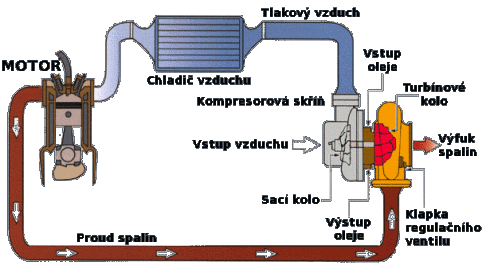 Tlakový vzduch
MOTOR
Chladič vzduchu
Vstup
oleje
Kompresorová skříň
Turbínové
kolo
Vstup vzduchu
Výfuk
spalin
Sací kolo
Výstup
oleje
Klapka
regulačního
ventilu
Proud spalin